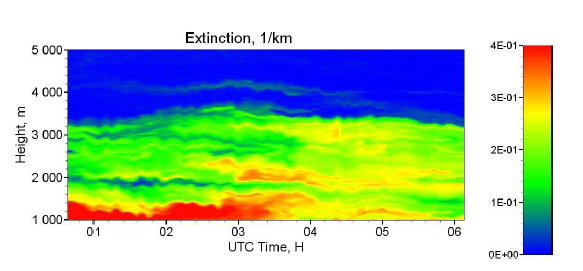 Extinction, 1/km
5 000
4 000
3 000
2 000
1 000
Height, m
01 02 03 04 05 06
UTC Time, H
4E-01
3E-01
2E-01
1E-01
0E+00